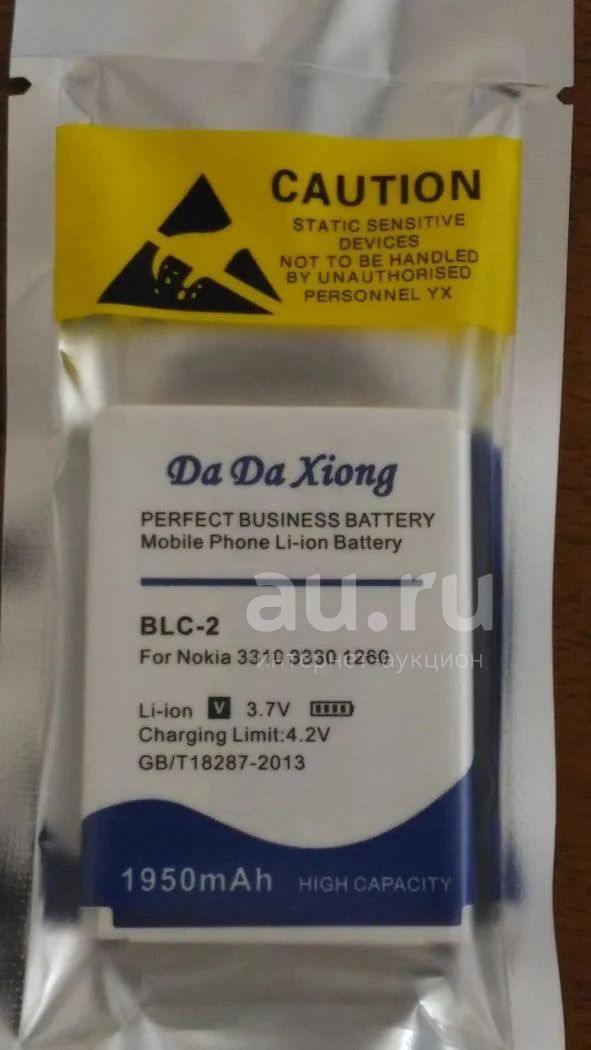 CAUTION
STATIC SENSITIVE
DEVICES
NOT TO BE HANDLED
BY UNAUTHORISED
PERSONNEL YX
Da Da Xiong
PERFECT BUSINESS BATTERY
Mobile Phone Li-ion Battery
au.ru
интернет-аукцион
BLC-2
For Nokia 3310 3330 1260
Li-ion V 3.7V
Charging Limit:4.2V
GB/T18287-2013
1950mAh HIGH CAPACITY